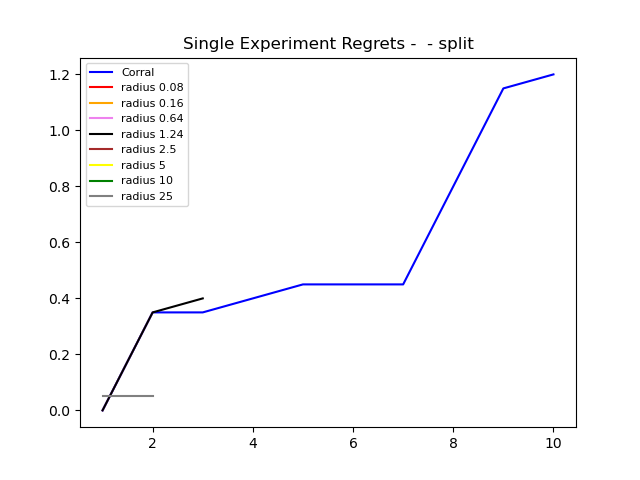 Single Experiment Regrets -  - split
Corral
radius 0.08
radius 0.16
radius 0.64
radius 1.24
radius 2.5
radius 5
radius 10
radius 25
1.2
1.0
0.8
0.6
0.4
0.2
0.0
2 4 6 8 10